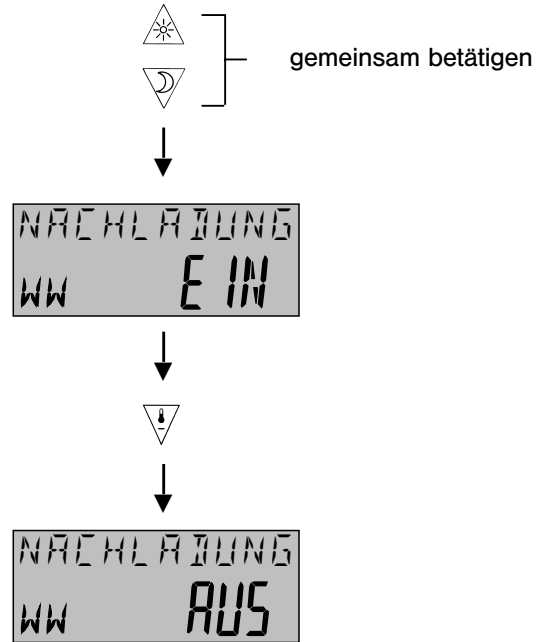 gemeinsam betätigen
NACHLADUNG
WW EIN
NACHLADUNG
WW AUS